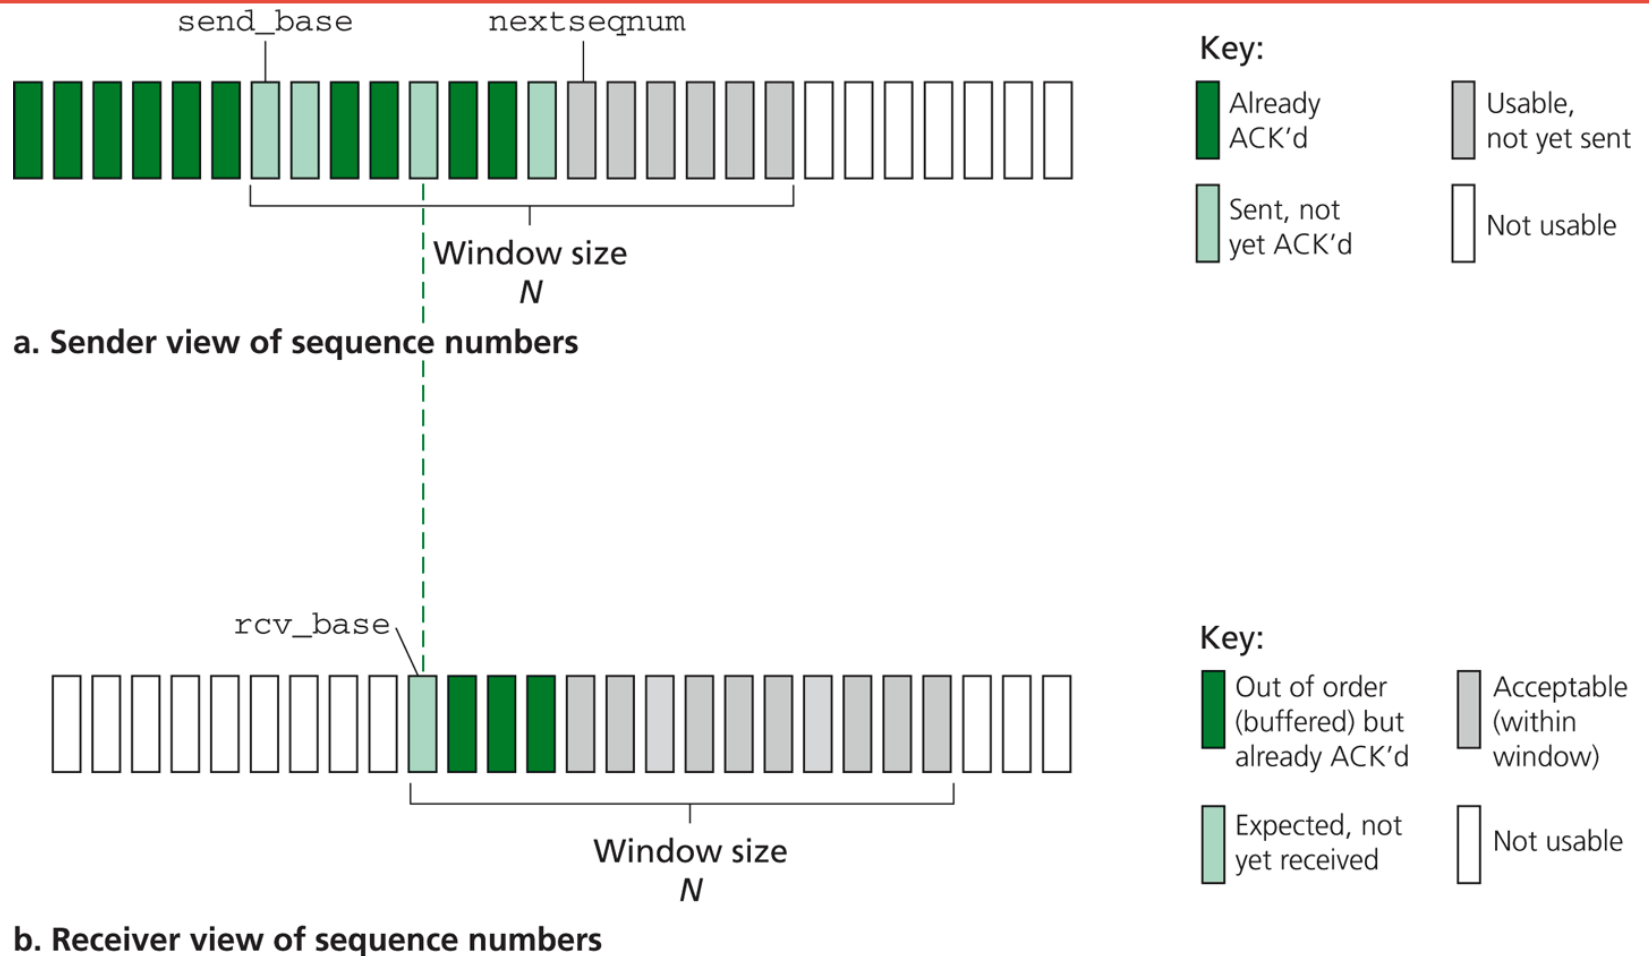 send_base
nextseqnum
Window size
N
a. Sender view of sequence numbers
Key:
Already
ACK’d
Usable,
not yet sent
Sent, not
yet ACK’d
Not usable
rcv_base
Window size
N
b. Receiver view of sequence numbers
Key:
Out of order
(buffered) but
already ACK’d
Acceptable
(within
window)
Expected, not
yet received
Not usable